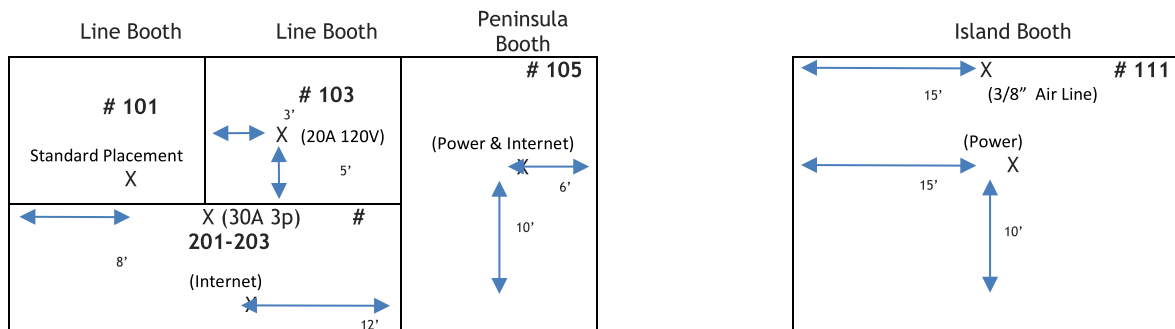 Line Booth
Line Booth
Peninsula
Booth
Island Booth
# 101
Standard Placement
X
# 103
3’
X (20A 120V)
5’
# 105
(Power & Internet)
X
6’
10’
X (30A 3p) #
201-203
8’
(Internet)
X
12’
# 111
X
15’
(3/8” Air Line)
(Power)
X
15’
10’